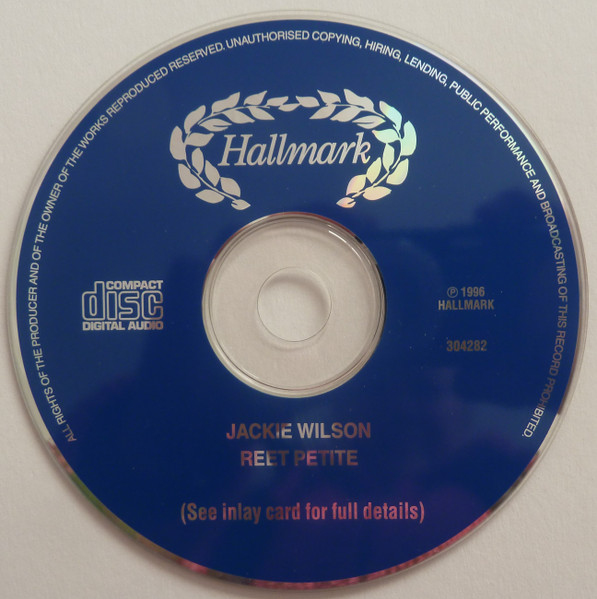 ALL RIGHTS OF THE PRODUCER AND OF THE OWNER OF THE WORKS REPRODUCED RESERVED. UNAUTHORISED COPYING, HIRING, LENDING, PUBLIC PERFORMANCE AND BROADCASTING OF THIS RECORD PROHIBITED.
Hallmark
COMPACT
disc
DIGITAL AUDIO
℗ 1996
HALLMARK
304262
JACKIE WILSON
REET PETITE
(See inlay card for full details)